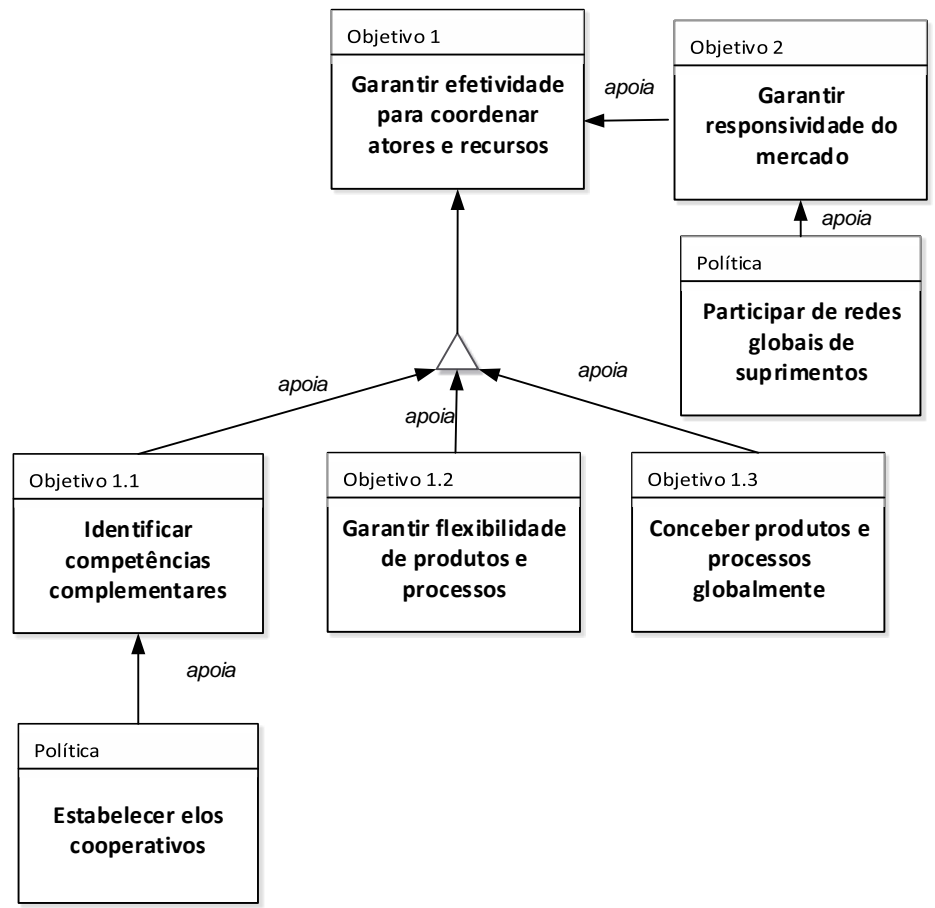 Objetivo 1
Garantir efetividade
para coordenar
atores e recursos
apoia
Objetivo 2
Garantir
responsividade do
mercado
apoia
Política
Participar de redes
globais de
suprimentos
apoia
apoia
apoia
Objetivo 1.1
Identificar
competências
complementares
Objetivo 1.2
Garantir flexibilidade
de produtos e
processos
Objetivo 1.3
Conceber produtos e
processos
globalmente
apoia
Política
Estabelecer elos
cooperativos